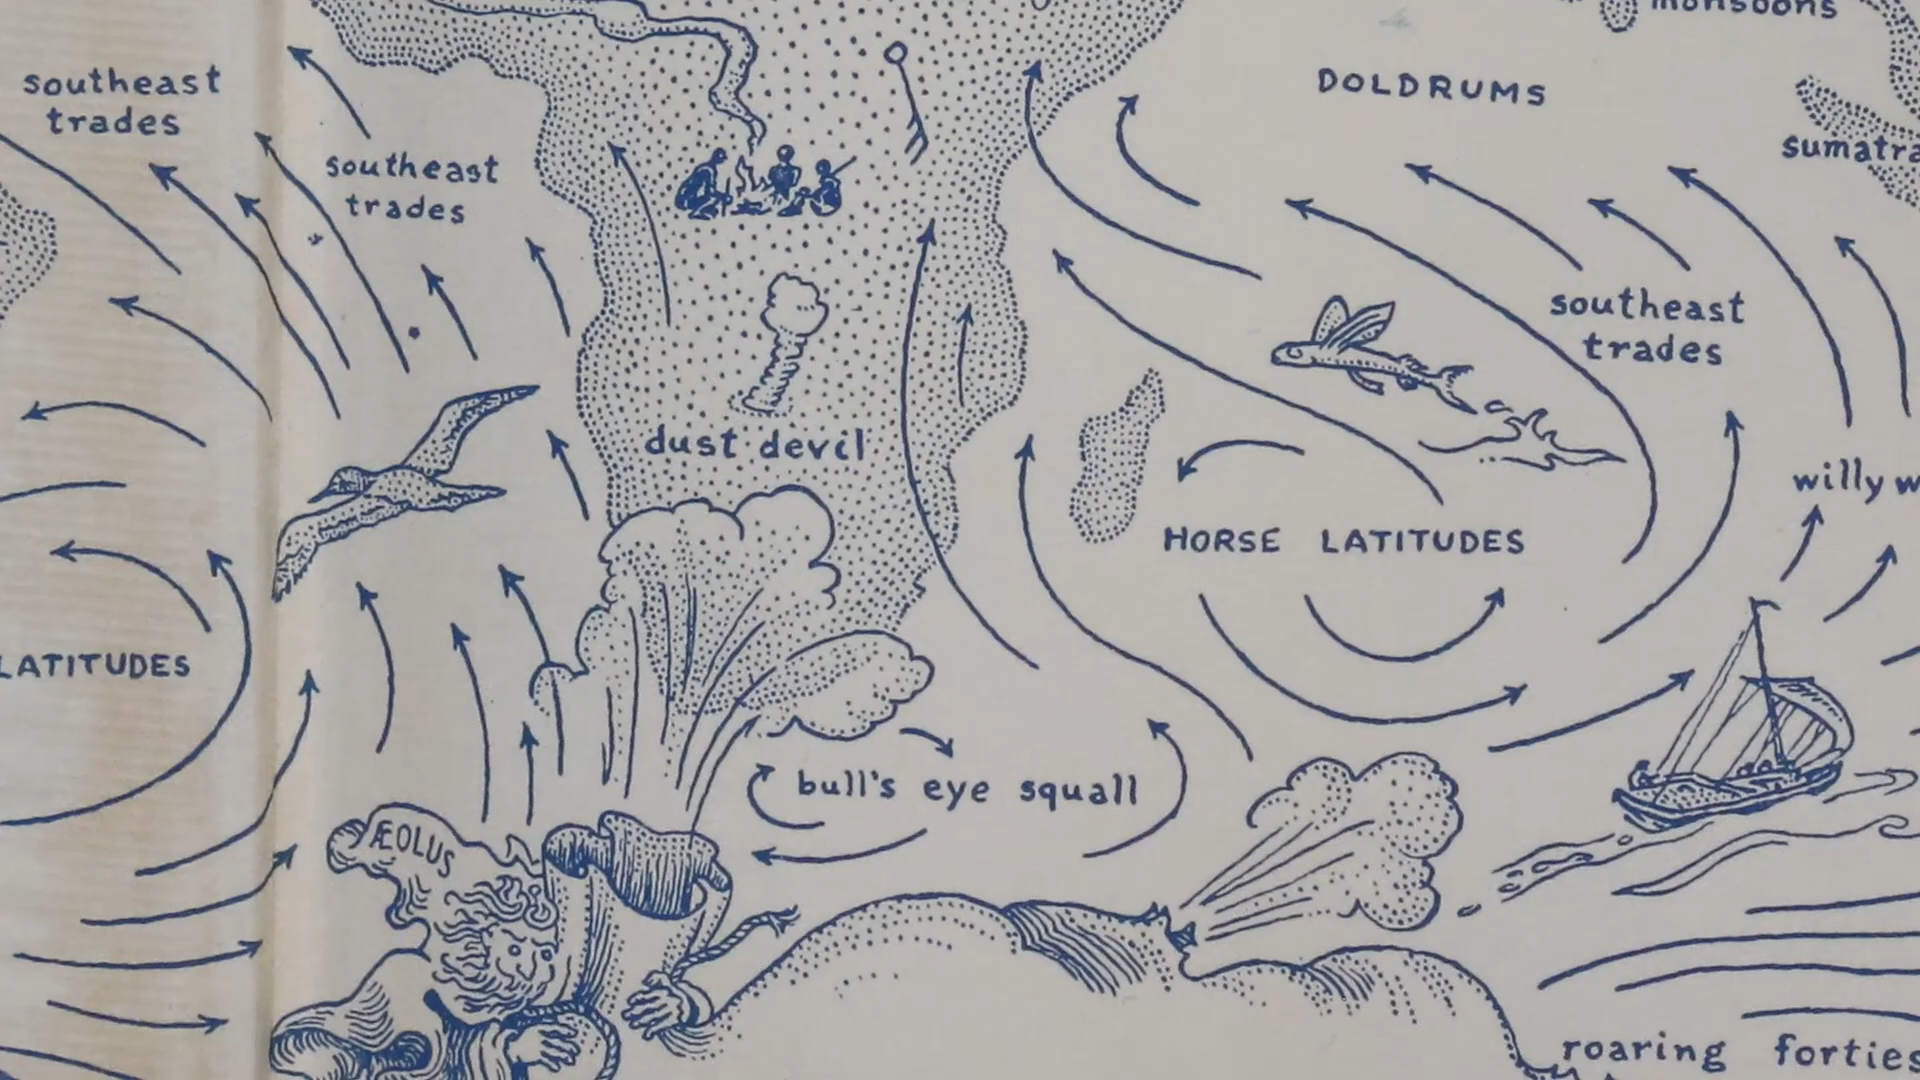 monsoons
southeast
trades
DOLDRUMS
southeast
trades
sumatra
southeast
trades
dust devil
willy w
HORSE LATITUDES
LATITUDES
bull's eye squall
ÆOLUS
roaring forties